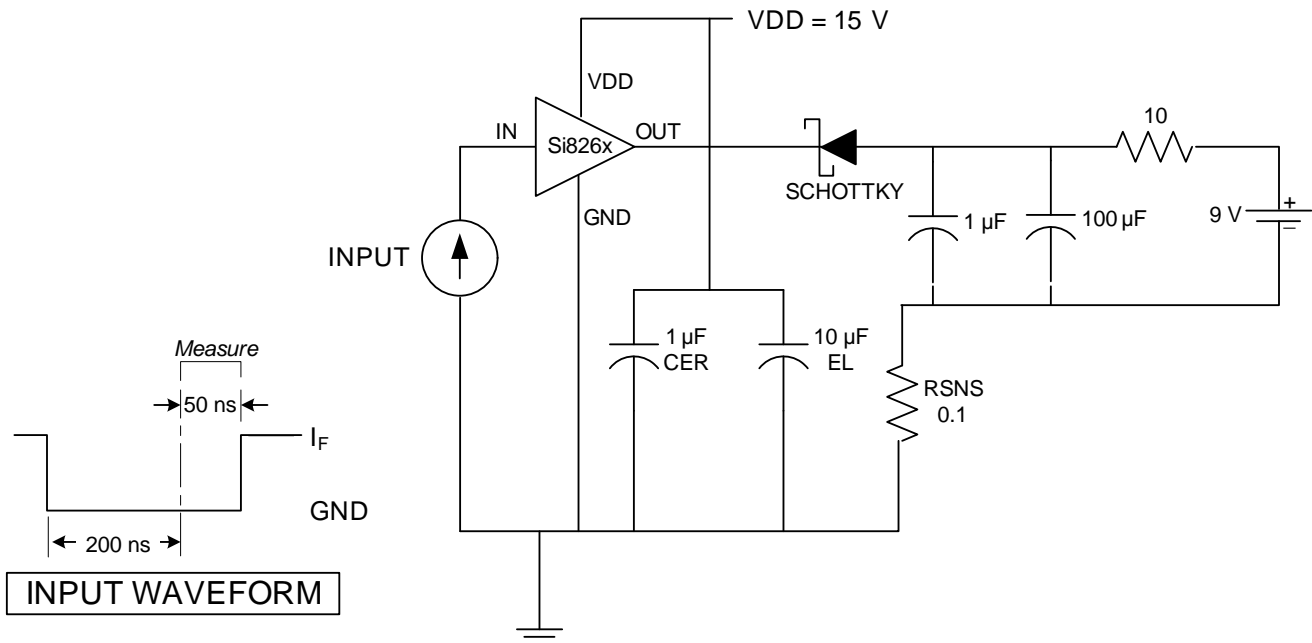 VDD = 15 V
VDD
10
IN
Si826x
OUT
SCHOTTKY
1 µF
100 µF
9 V
+
–
GND
INPUT
1 µF
CER
10 µF
EL
RSNS
0.1
Measure
50 ns
IF
GND
200 ns
INPUT WAVEFORM